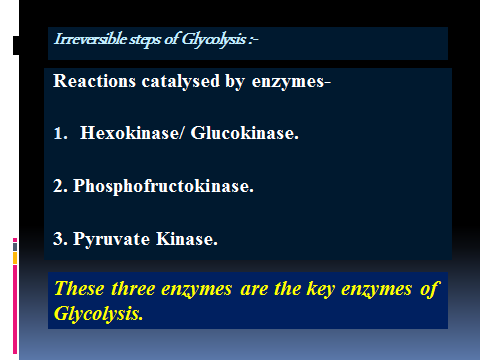 Irreversible steps of Glycolysis :-
Reactions catalysed by enzymes-
1. Hexokinase/ Glucokinase.
2. Phosphofructokinase.
3. Pyruvate Kinase.
These three enzymes are the key enzymes of
Glycolysis.